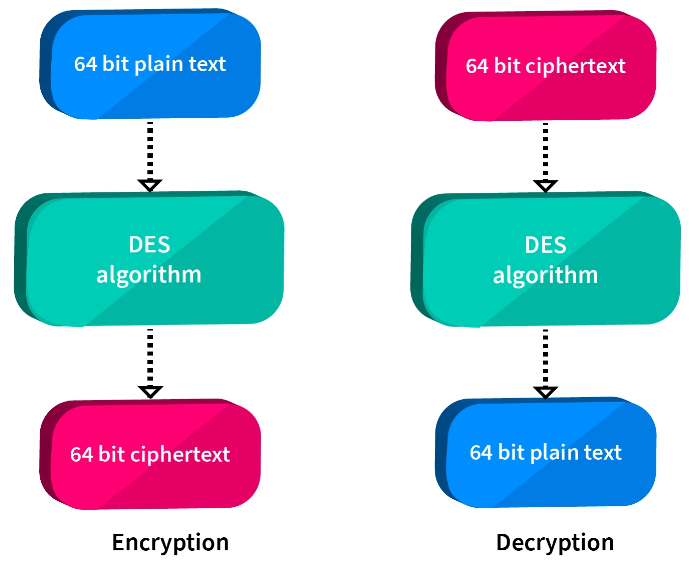 64 bit plain text
DES
algorithm
64 bit ciphertext
Encryption
64 bit ciphertext
DES
algorithm
64 bit plain text
Decryption